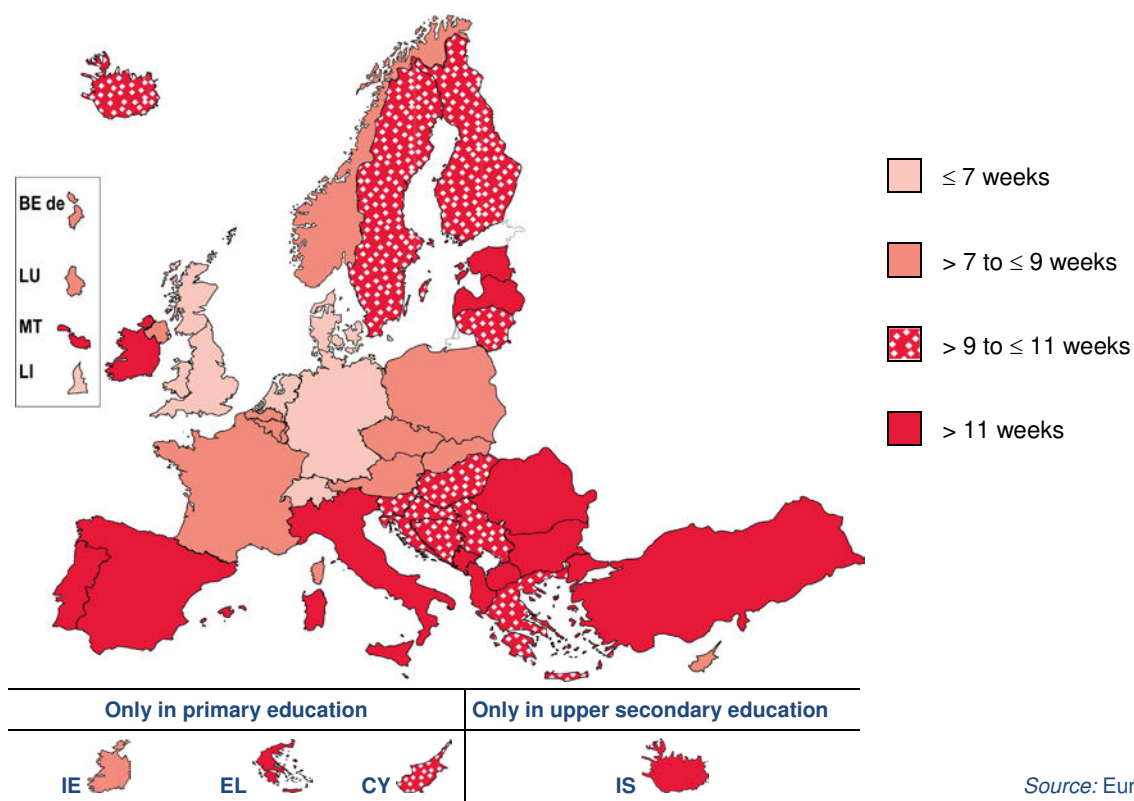 BE de
LU
MT
LI
≤ 7 weeks
> 7 to ≤ 9 weeks
> 9 to ≤ 11 weeks
> 11 weeks
Only in primary education
Only in upper secondary education
IE
EL
CY
IS
Source: Eur